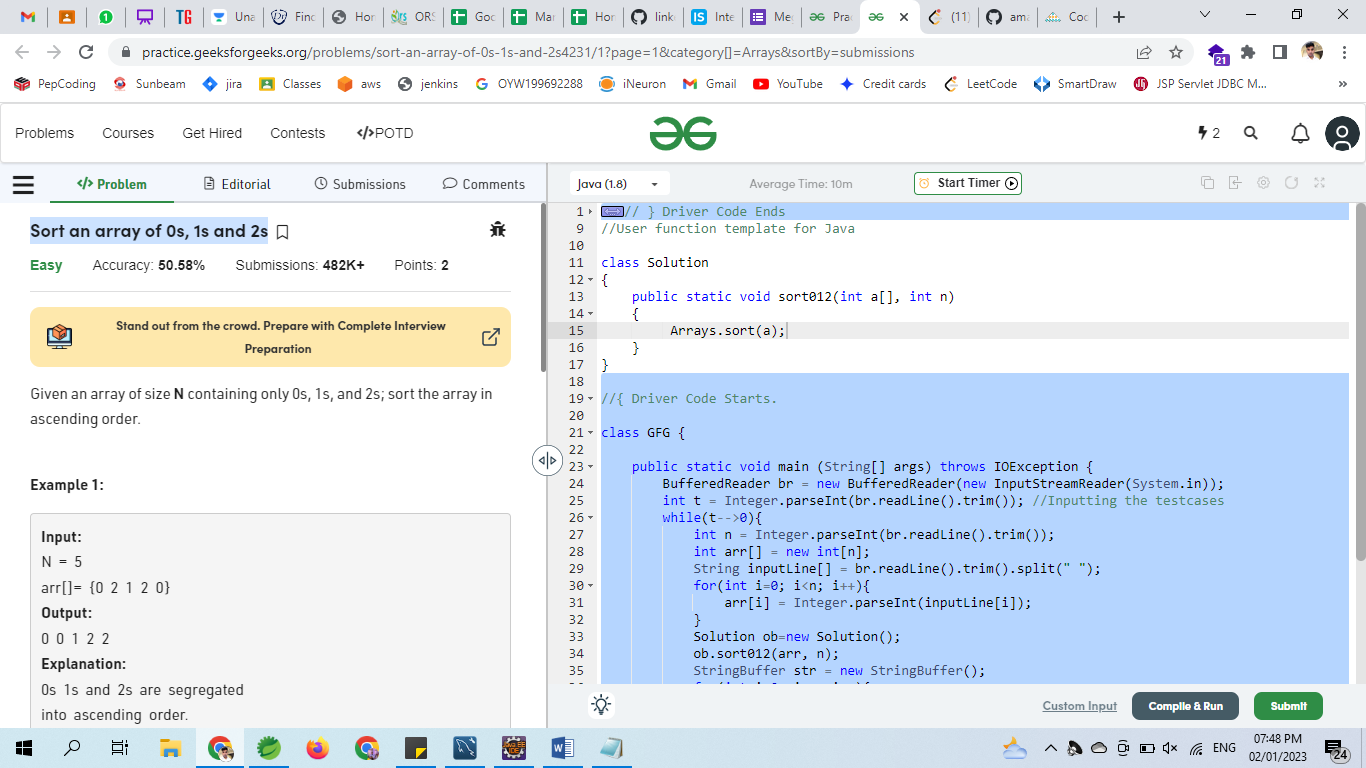 Una
Finc
Hor
ORS
Goc
Mar
Hor
link
Inte
Me
Prac
(11)
ama
Coc
practice.geeksforgeeks.org/problems/sort-an-array-of-0s-1s-and-2s4231/1?page=1&category[]=Arrays&sortBy=submissions
21
PepCoding Sunbeam jira Classes aws jenkins OYW199692288 iNeuron Gmail YouTube Credit cards LeetCode SmartDraw JSP Servlet JDBC M... »
Problems Courses Get Hired Contests </>POTD 2
</> Problem Editorial Submissions Comments
Java (1.8) Average Time: 10m Start Timer
Sort an array of 0s, 1s and 2s
Easy Accuracy: 50.58% Submissions: 482K+ Points: 2
Stand out from the crowd. Prepare with Complete Interview
Preparation
Given an array of size N containing only 0s, 1s, and 2s; sort the array in
ascending order.
Example 1:
Input:
N = 5
arr[]= {0 2 1 2 0}
Output:
0 0 1 2 2
Explanation:
0s 1s and 2s are segregated
into ascending order.
1 // } Driver Code Ends
9 //User function template for Java
10
11 class Solution
12 {
13 public static void sort012(int a[], int n)
14 {
15 Arrays.sort(a);
16 }
17 }
18
19 //{ Driver Code Starts.
20
21 class GFG {
22
23 public static void main (String[] args) throws IOException {
24 BufferedReader br = new BufferedReader(new InputStreamReader(System.in));
25 int t = Integer.parseInt(br.readLine().trim()); //Inputting the testcases
26 while(t-->0){
27 int n = Integer.parseInt(br.readLine().trim());
28 int arr[] = new int[n];
29 String inputLine[] = br.readLine().trim().split(" ");
30 for(int i=0; i<n; i++){
31 arr[i] = Integer.parseInt(inputLine[i]);
32 }
33 Solution ob=new Solution();
34 ob.sort012(arr, n);
35 StringBuffer str = new StringBuffer();
Custom Input Compile & Run Submit
ENG 07:48 PM
02/01/2023 24